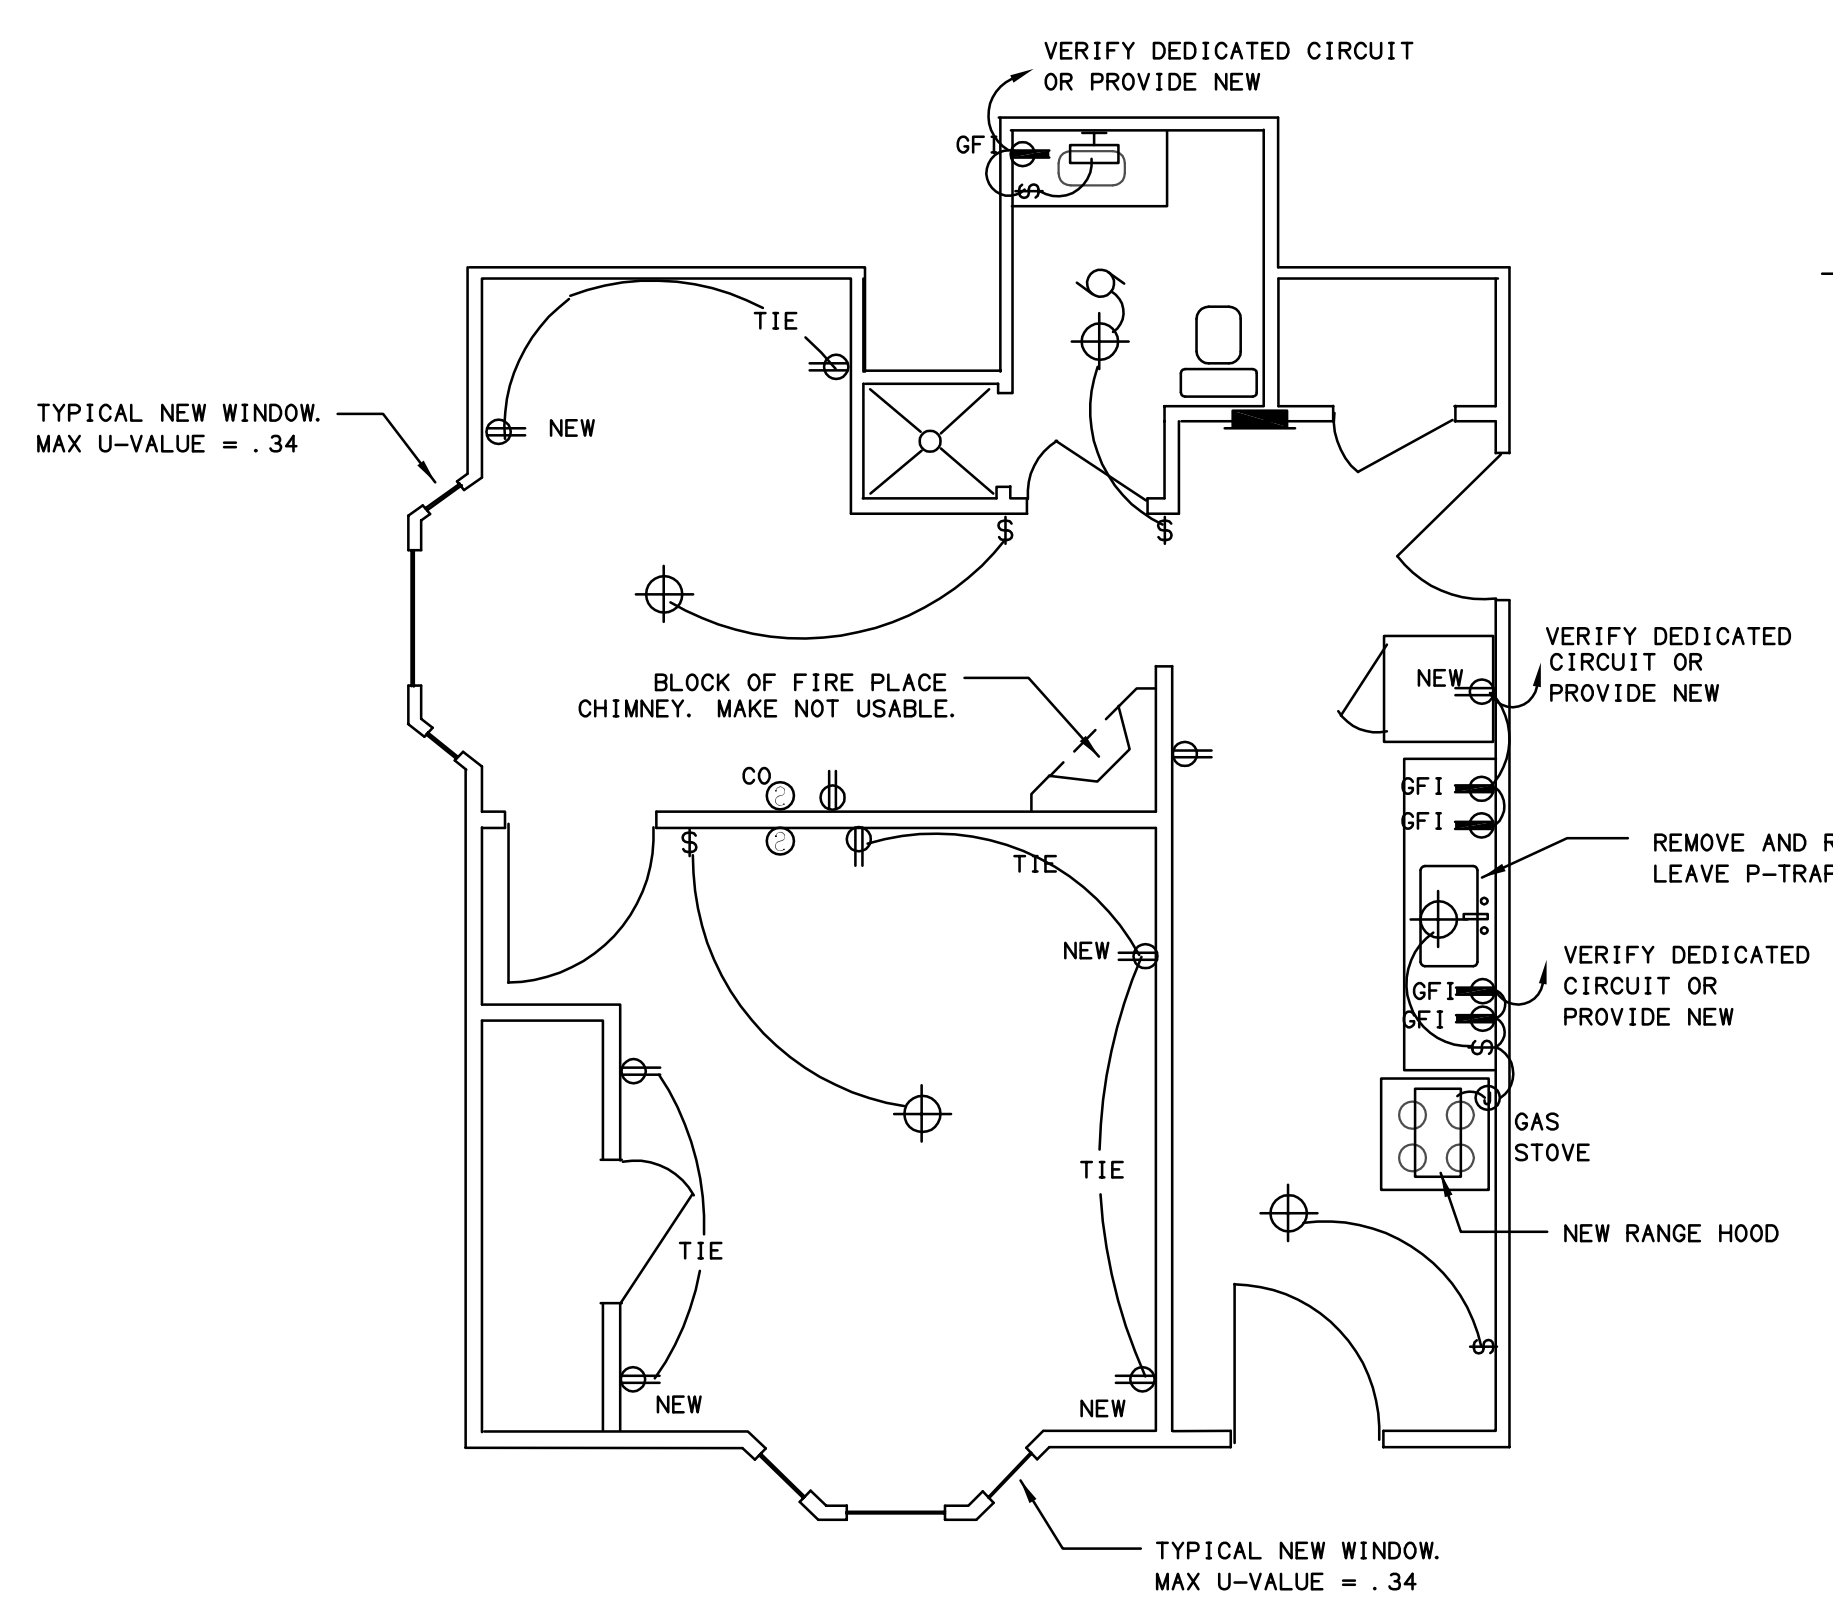 VERIFY DEDICATED CIRCUIT
OR PROVIDE NEW
GFI
$
TIE
TYPICAL NEW WINDOW.
MAX U-VALUE = .34
NEW
$
$
VERIFY DEDICATED
CIRCUIT OR
PROVIDE NEW
NEW
BLOCK OF FIRE PLACE
CHIMNEY. MAKE NOT USABLE.
CO
S
GFI
GFI
S
$
TIE
REMOVE AND
LEAVE P-TRAP
NEW
VERIFY DEDICATED
CIRCUIT OR
PROVIDE NEW
GFI
GFI
$
J
GAS
STOVE
TIE
NEW RANGE HOOD
TIE
$
NEW
NEW
TYPICAL NEW WINDOW.
MAX U-VALUE = .34